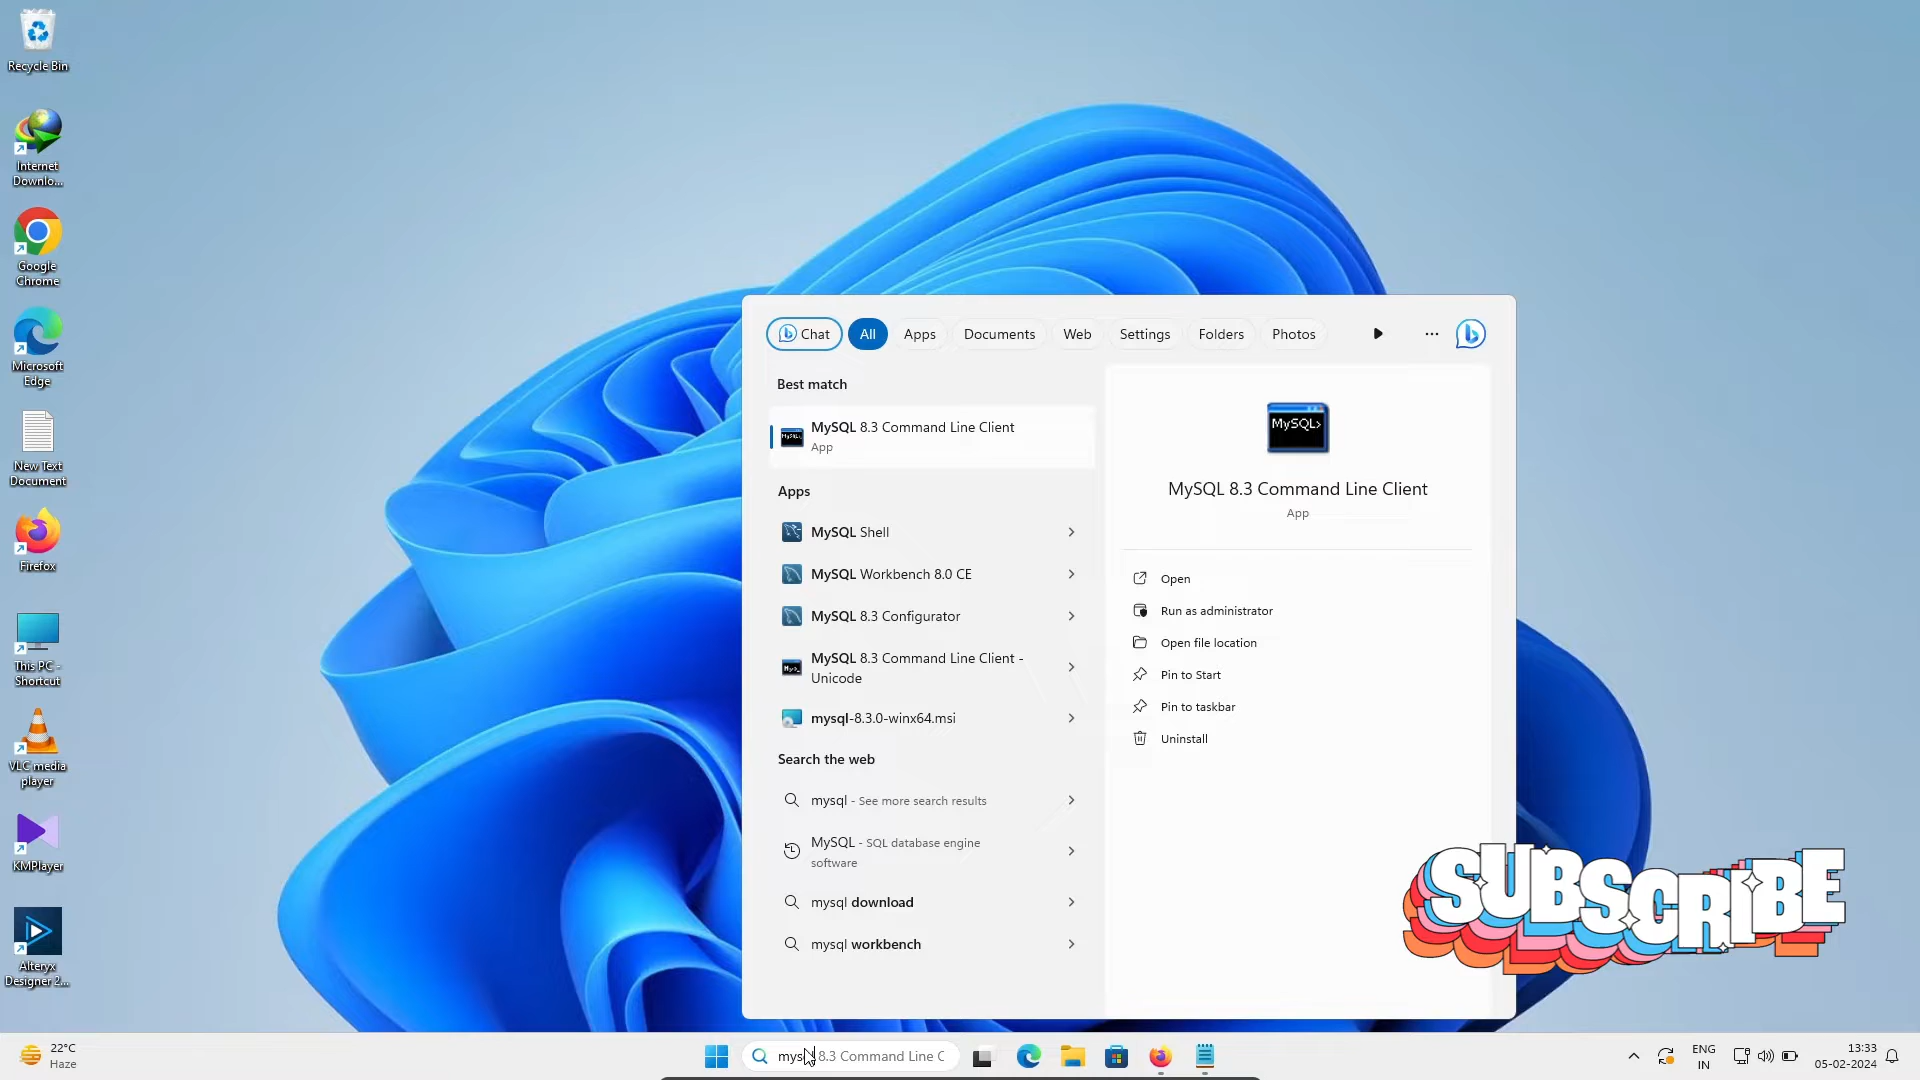 Recycle Bin
Internet
Downlo...
Google
Chrome
Microsoft
Edge
New Text
Document
Firefox
This PC -
Shortcut
VLC media
player
KMPlayer
Alteryx
Designer 2...
Chat
All
Apps
Documents
Web
Settings
Folders
Photos
Best match
MySQL 8.3 Command Line Client
App
Apps
MySQL Shell
MySQL Workbench 8.0 CE
MySQL 8.3 Configurator
MySQL 8.3 Command Line Client -
Unicode
mysql-8.3.0-winx64.msi
Search the web
mysql - See more search results
MySQL - SQL database engine
software
mysql download
mysql workbench
MySQL>
MySQL 8.3 Command Line Client
App
Open
Run as administrator
Open file location
Pin to Start
Pin to taskbar
Uninstall
SUBSCRIBE
22°C
Haze
mysql 8.3 Command Line C
ENG
IN
13:33
05-02-2024